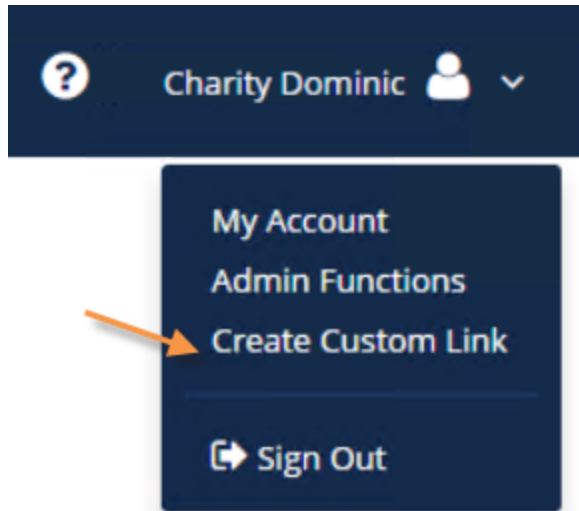 Charity Dominic
My Account
Admin Functions
Create Custom Link
Sign Out